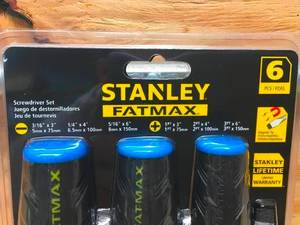 STANLEY
FATMAX
6
PCS / PZAS.
Screwdriver Set
Juego de destornilladores
Jeu de tournevis
3/16" x 3" 1/4" x 4" 5/16" x 6" #1 x 3" #2 x 4" #3 x 6"
5mm x 75mm 6.5mm x 100mm 8mm x 150mm #1 x 75mm #2 x 100mm #3 x 150mm
STANLEY
LIFETIME
LIMITED
WARRANTY
FATMAX
FATMAX
FATMAX